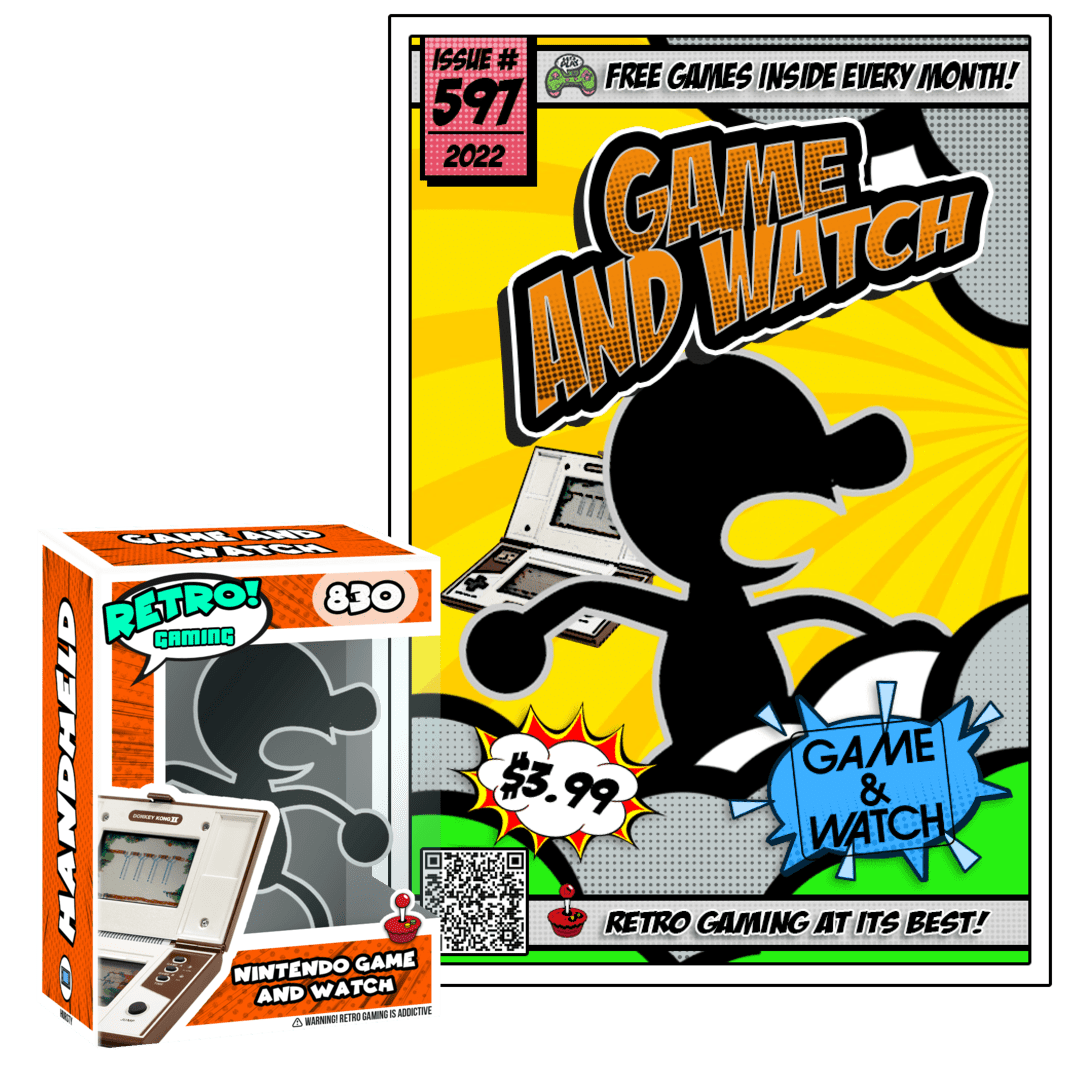 ISSUE #
597
2022
FREE GAMES INSIDE EVERY MONTH!
GAME
AND WATCH
$3.99
GAME
&
WATCH
RETRO GAMING AT ITS BEST!
GAME AND
WATCH
RETRO!
GAMING
830
HANDHELD
DONKEY KONG II
JUMP
NINTENDO GAME
AND WATCH
WARNING! RETRO GAMING IS ADDICTIVE